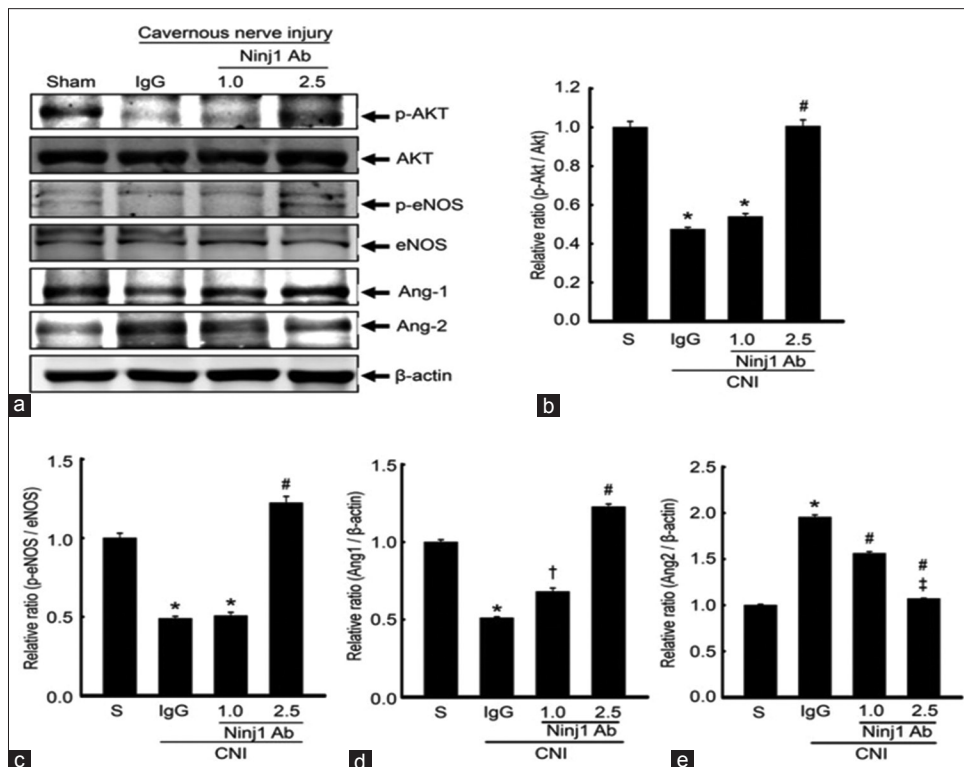 Cavernous nerve injury
Ninj1 Ab
Sham IgG 1.0 2.5
p-AKT
AKT
p-eNOS
eNOS
Ang-1
Ang-2
β-actin
a
Relative ratio (p-Akt / Akt)
1.2
1.0
0.8
0.6
0.4
0.2
0.0
* * #
S IgG 1.0 2.5
Ninj1 Ab
CNI
b
Relative ratio (p-eNOS / eNOS)
1.5
1.0
0.5
0.0
* * #
S IgG 1.0 2.5
Ninj1 Ab
CNI
c
Relative ratio (Ang1 / β-actin)
1.5
1.0
0.5
0.0
* † #
S IgG 1.0 2.5
Ninj1 Ab
CNI
d
Relative ratio (Ang2 / β-actin)
2.5
2.0
1.5
1.0
0.5
0.0
* # #
‡
S IgG 1.0 2.5
Ninj1 Ab
CNI
e